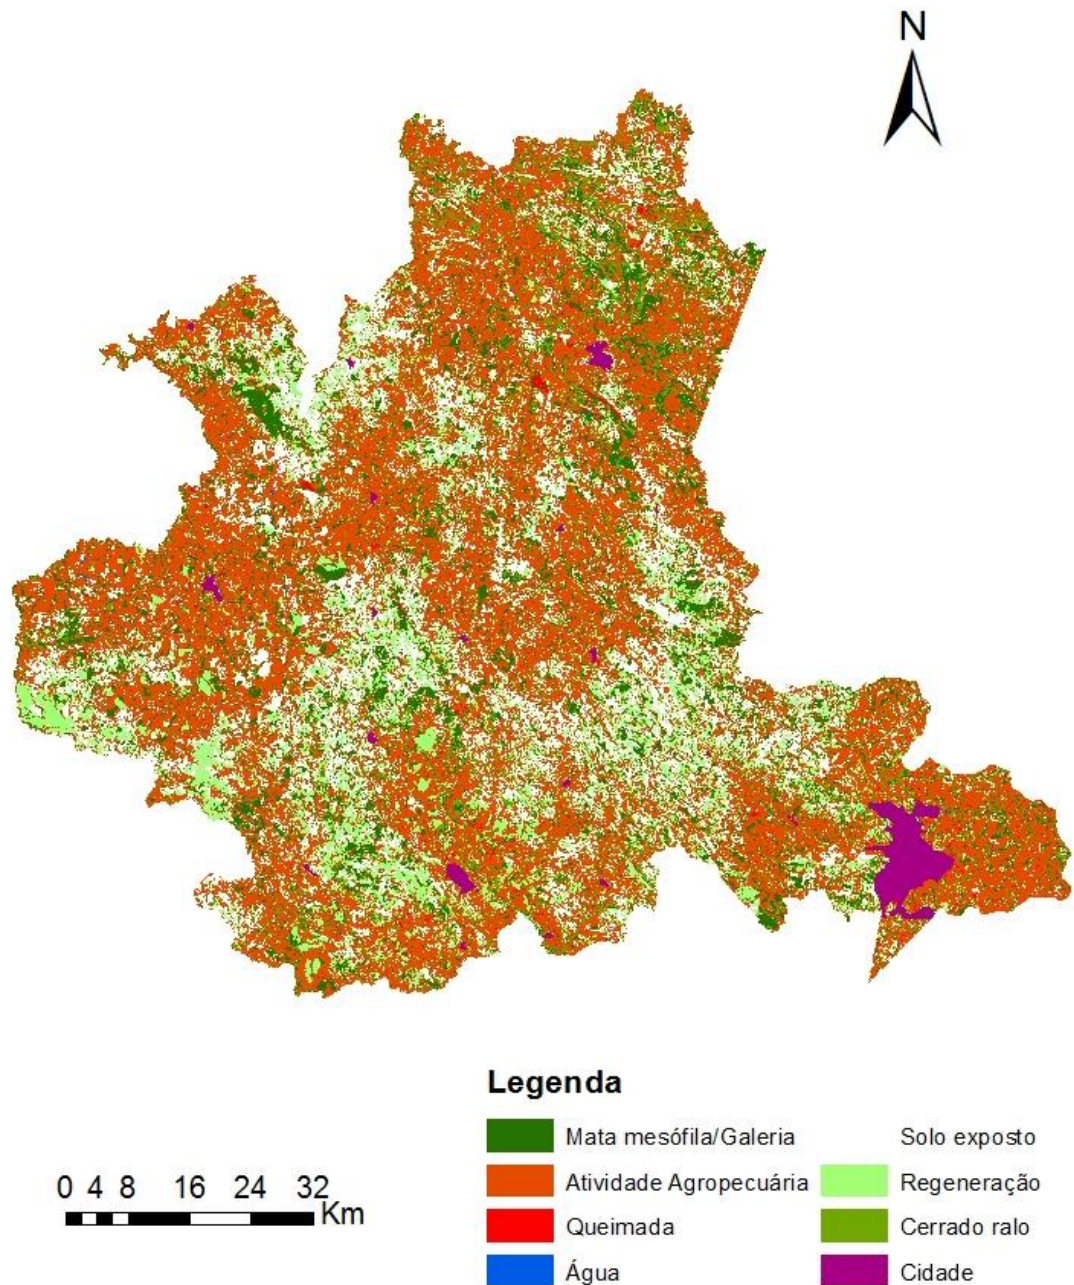 N
Legenda
Mata mesófila/Galeria
Solo exposto
Atividade Agropecuária
Regeneração
Queimada
Cerrado ralo
Água
Cidade
0 4 8 16 24 32
Km